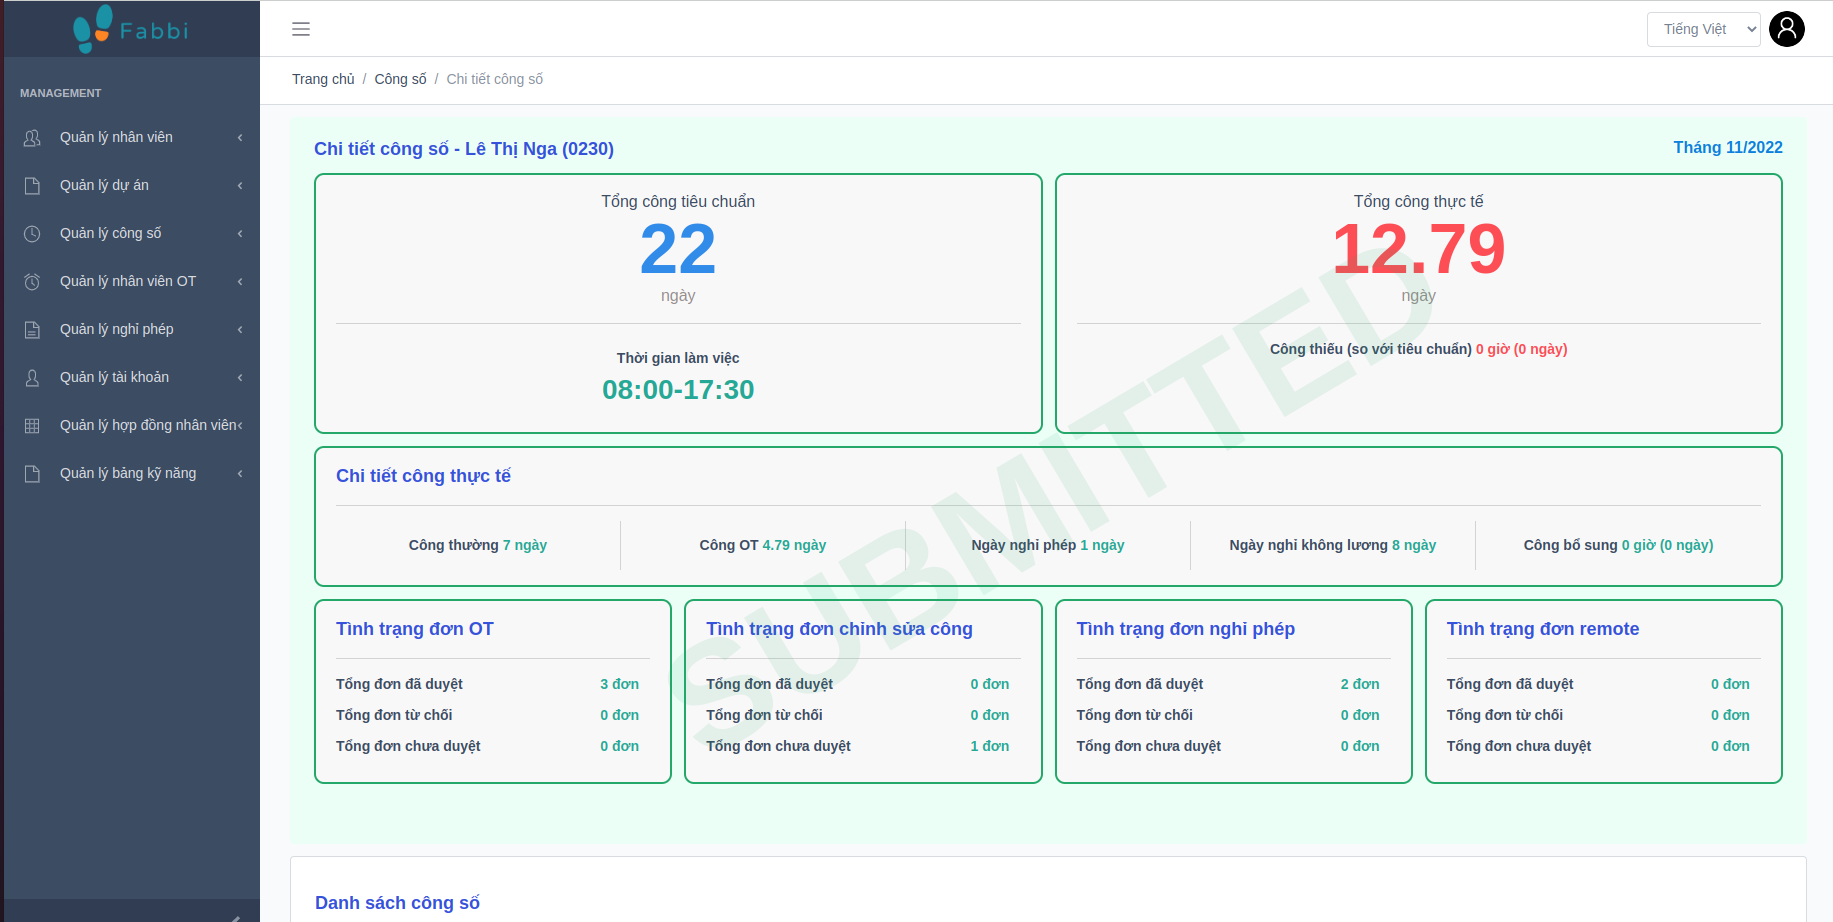 Fabbi
Tiếng Việt
Trang chủ / Công số / Chi tiết công số
MANAGEMENT
Quản lý nhân viên
Quản lý dự án
Quản lý công số
Quản lý nhân viên OT
Quản lý nghỉ phép
Quản lý tài khoản
Quản lý hợp đồng nhân viên
Quản lý bảng kỹ năng
Chi tiết công số - Lê Thị Nga (0230)
Tháng 11/2022
Tổng công tiêu chuẩn
22
ngày
Thời gian làm việc
08:00-17:30
Tổng công thực tế
12.79
ngày
Công thiếu (so với tiêu chuẩn) 0 giờ (0 ngày)
Chi tiết công thực tế
Công thường 7 ngày
Công OT 4.79 ngày
Ngày nghỉ phép 1 ngày
Ngày nghỉ không lương 8 ngày
Công bổ sung 0 giờ (0 ngày)
Tình trạng đơn OT
Tổng đơn đã duyệt 3 đơn
Tổng đơn từ chối 0 đơn
Tổng đơn chưa duyệt 0 đơn
Tình trạng đơn chỉnh sửa công
Tổng đơn đã duyệt 0 đơn
Tổng đơn từ chối 0 đơn
Tổng đơn chưa duyệt 1 đơn
Tình trạng đơn nghỉ phép
Tổng đơn đã duyệt 2 đơn
Tổng đơn từ chối 0 đơn
Tổng đơn chưa duyệt 0 đơn
Tình trạng đơn remote
Tổng đơn đã duyệt 0 đơn
Tổng đơn từ chối 0 đơn
Tổng đơn chưa duyệt 0 đơn
SUBMITTED
Danh sách công số